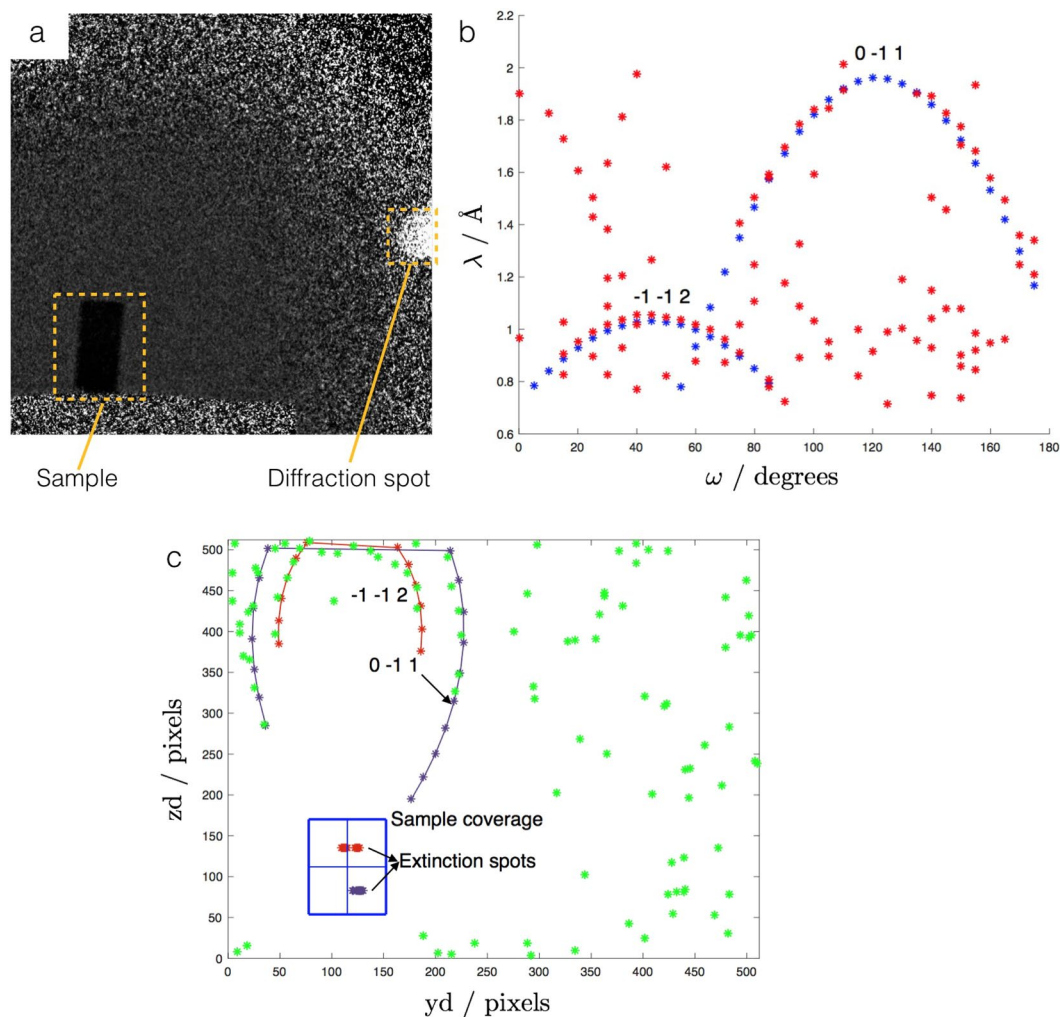 a
Sample
Diffraction spot
b
2.2
2
1.8
1.6
1.4
1.2
1
0.8
0.6
λ / Å
0 -1 1
-1 -1 2
0 20 40 60 80 100 120 140 160 180
ω / degrees
c
500
450
400
350
300
250
200
150
100
50
0
zd / pixels
-1 -1 2
0 -1 1
Sample coverage
Extinction spots
0 50 100 150 200 250 300 350 400 450 500
yd / pixels